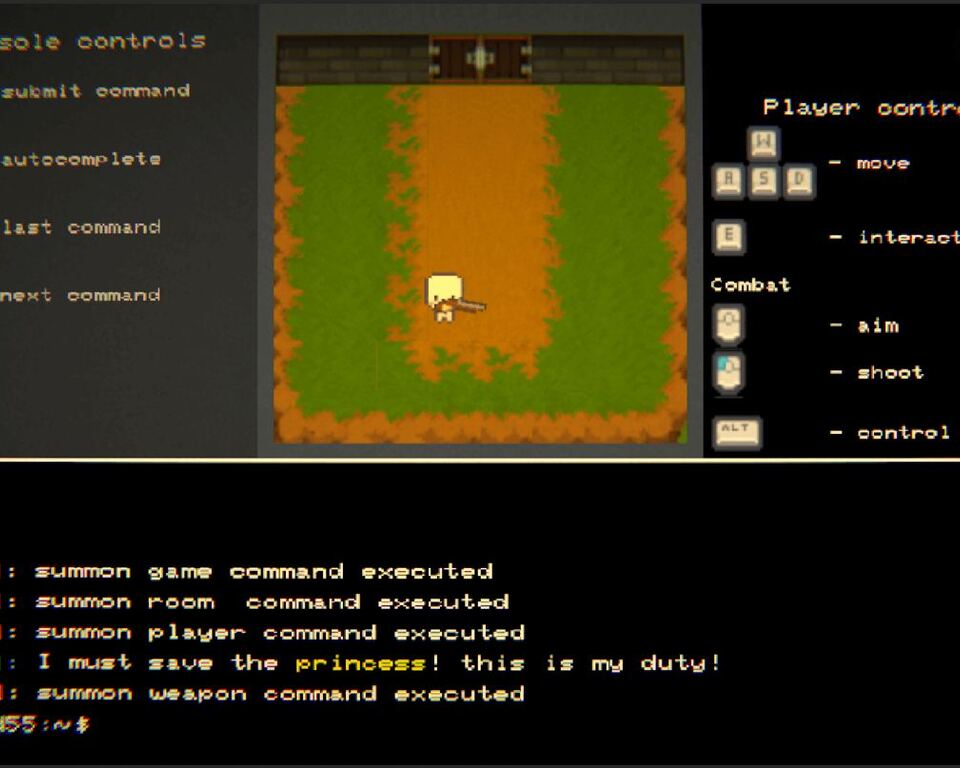 sole controls
submit command
autocomplete
last command
next command
Player contr
W
A S D - move
E - interact
Combat
- aim
- shoot
ALT - control
: summon game command executed
: summon room command executed
: summon player command executed
: I must save the princess! this is my duty!
: summon weapon command executed
55:~$